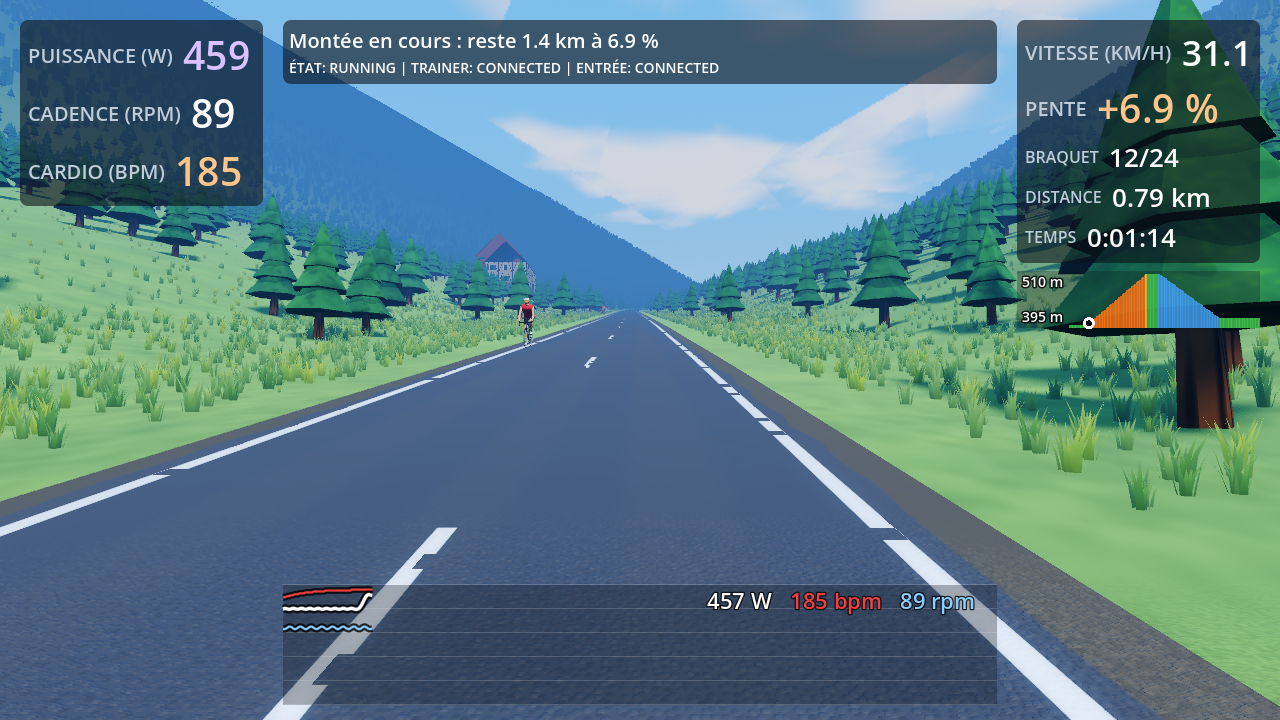 PUISSANCE (W) 459
CADENCE (RPM) 89
CARDIO (BPM) 185
Montée en cours : reste 1.4 km à 6.9 %
ÉTAT: RUNNING | TRAINER: CONNECTED | ENTRÉE: CONNECTED
VITESSE (KM/H) 31.1
PENTE +6.9 %
BRAQUET 12/24
DISTANCE 0.79 km
TEMPS 0:01:14
510 m
395 m
457 W 185 bpm 89 rpm